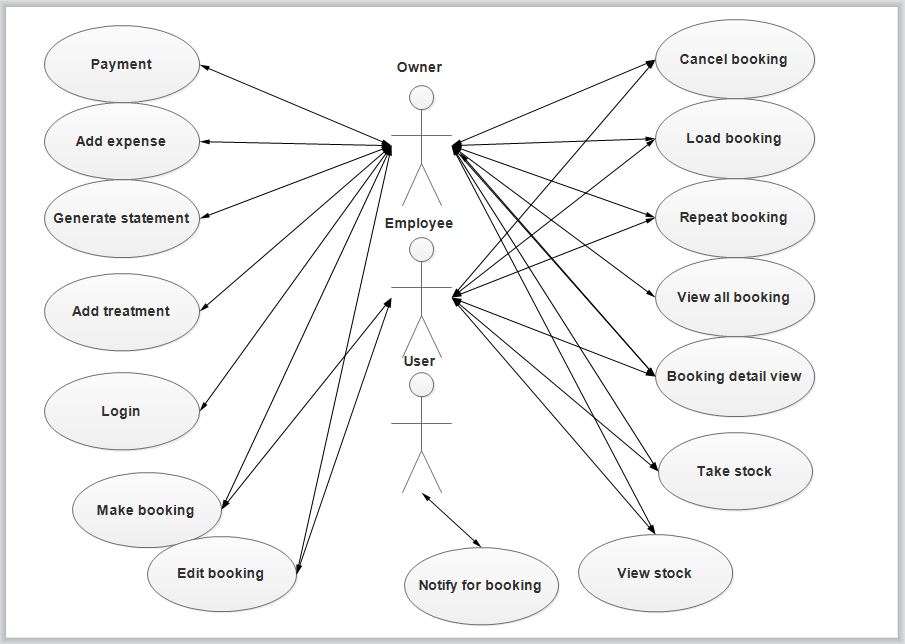 Payment
Add expense
Generate statement
Add treatment
Login
Make booking
Edit booking
Owner
Employee
User
Notify for booking
Cancel booking
Load booking
Repeat booking
View all booking
Booking detail view
Take stock
View stock